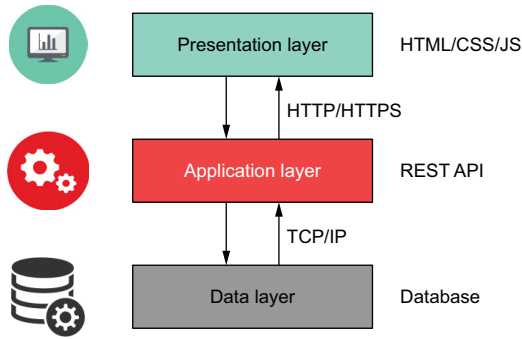 Presentation layer
HTML/CSS/JS
HTTP/HTTPS
Application layer
REST API
TCP/IP
Data layer
Database